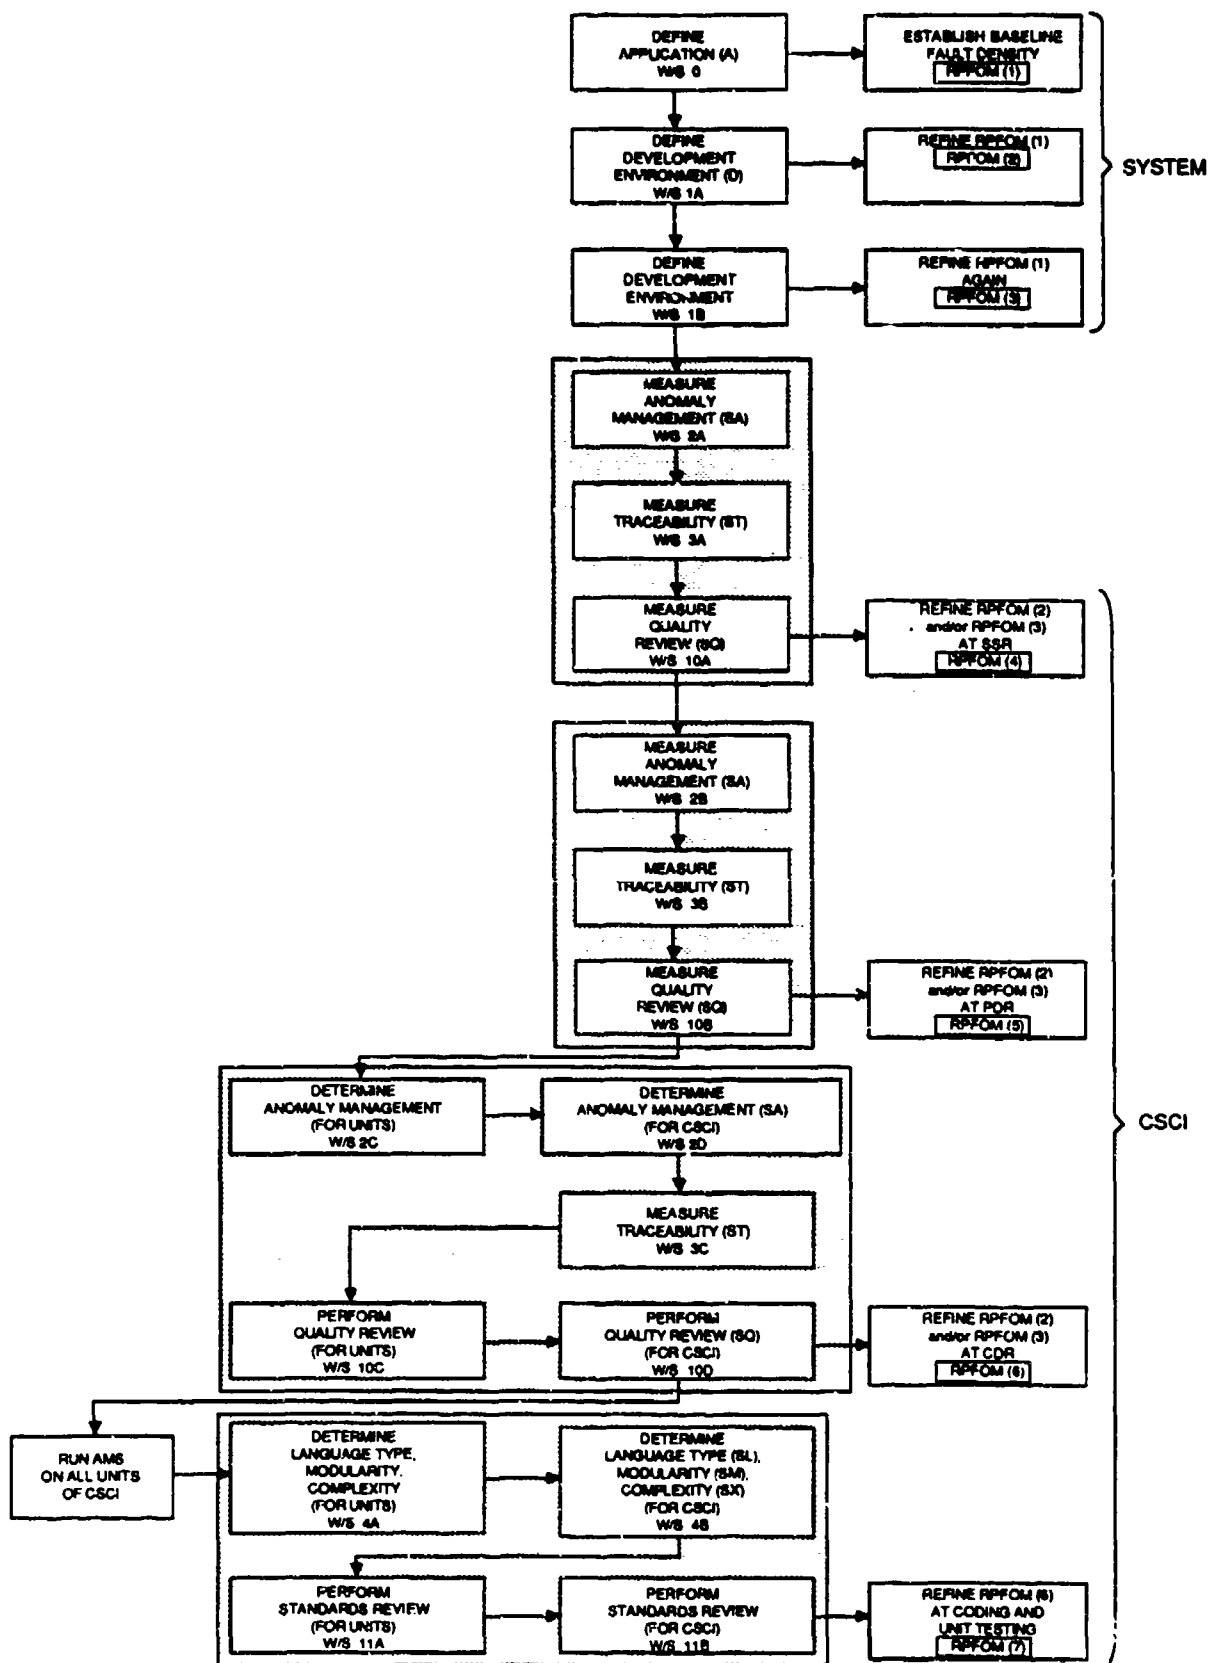 DEFINE
APPLICATION (A)
W/S 0
ESTABLISH BASELINE
FAULT DENSITY
RPFOM (1)
DEFINE
DEVELOPMENT
ENVIRONMENT (D)
W/S 1A
REFINE RPFOM (1)
RPFOM (2)
SYSTEM
DEFINE
DEVELOPMENT
ENVIRONMENT
W/S 1B
REFINE RPFOM (1)
AGAIN
RPFOM (3)
MEASURE
ANOMALY
MANAGEMENT (SA)
W/S 2A
MEASURE
TRACEABILITY (ST)
W/S 3A
MEASURE
QUALITY
REVIEW (SQ)
W/S 10A
REFINE RPFOM (2)
and/or RPFOM (3)
AT SSR
RPFOM (4)
MEASURE
ANOMALY
MANAGEMENT (SA)
W/S 2B
MEASURE
TRACEABILITY (ST)
W/S 3B
MEASURE
QUALITY
REVIEW (SQ)
W/S 10B
REFINE RPFOM (2)
and/or RPFOM (3)
AT PDR
RPFOM (5)
DETERMINE
ANOMALY MANAGEMENT
(FOR UNITS)
W/S 2C
DETERMINE
ANOMALY MANAGEMENT (SA)
(FOR CSCI)
W/S 2D
CSCI
MEASURE
TRACEABILITY (ST)
W/S 3C
PERFORM
QUALITY REVIEW
(FOR UNITS)
W/S 10C
PERFORM
QUALITY REVIEW (SQ)
(FOR CSCI)
W/S 10D
REFINE RPFOM (2)
and/or RPFOM (3)
AT CDR
RPFOM (6)
RUN AMS
ON ALL UNITS
OF CSCI
DETERMINE
LANGUAGE TYPE,
MODULARITY,
COMPLEXITY
(FOR UNITS)
W/S 4A
DETERMINE
LANGUAGE TYPE (SL),
MODULARITY (SM),
COMPLEXITY (SX)
(FOR CSCI)
W/S 4B
PERFORM
STANDARDS REVIEW
(FOR UNITS)
W/S 11A
PERFORM
STANDARDS REVIEW
(FOR CSCI)
W/S 11B
REFINE RPFOM
AT CODING AND
UNIT TESTING
RPFOM (7)